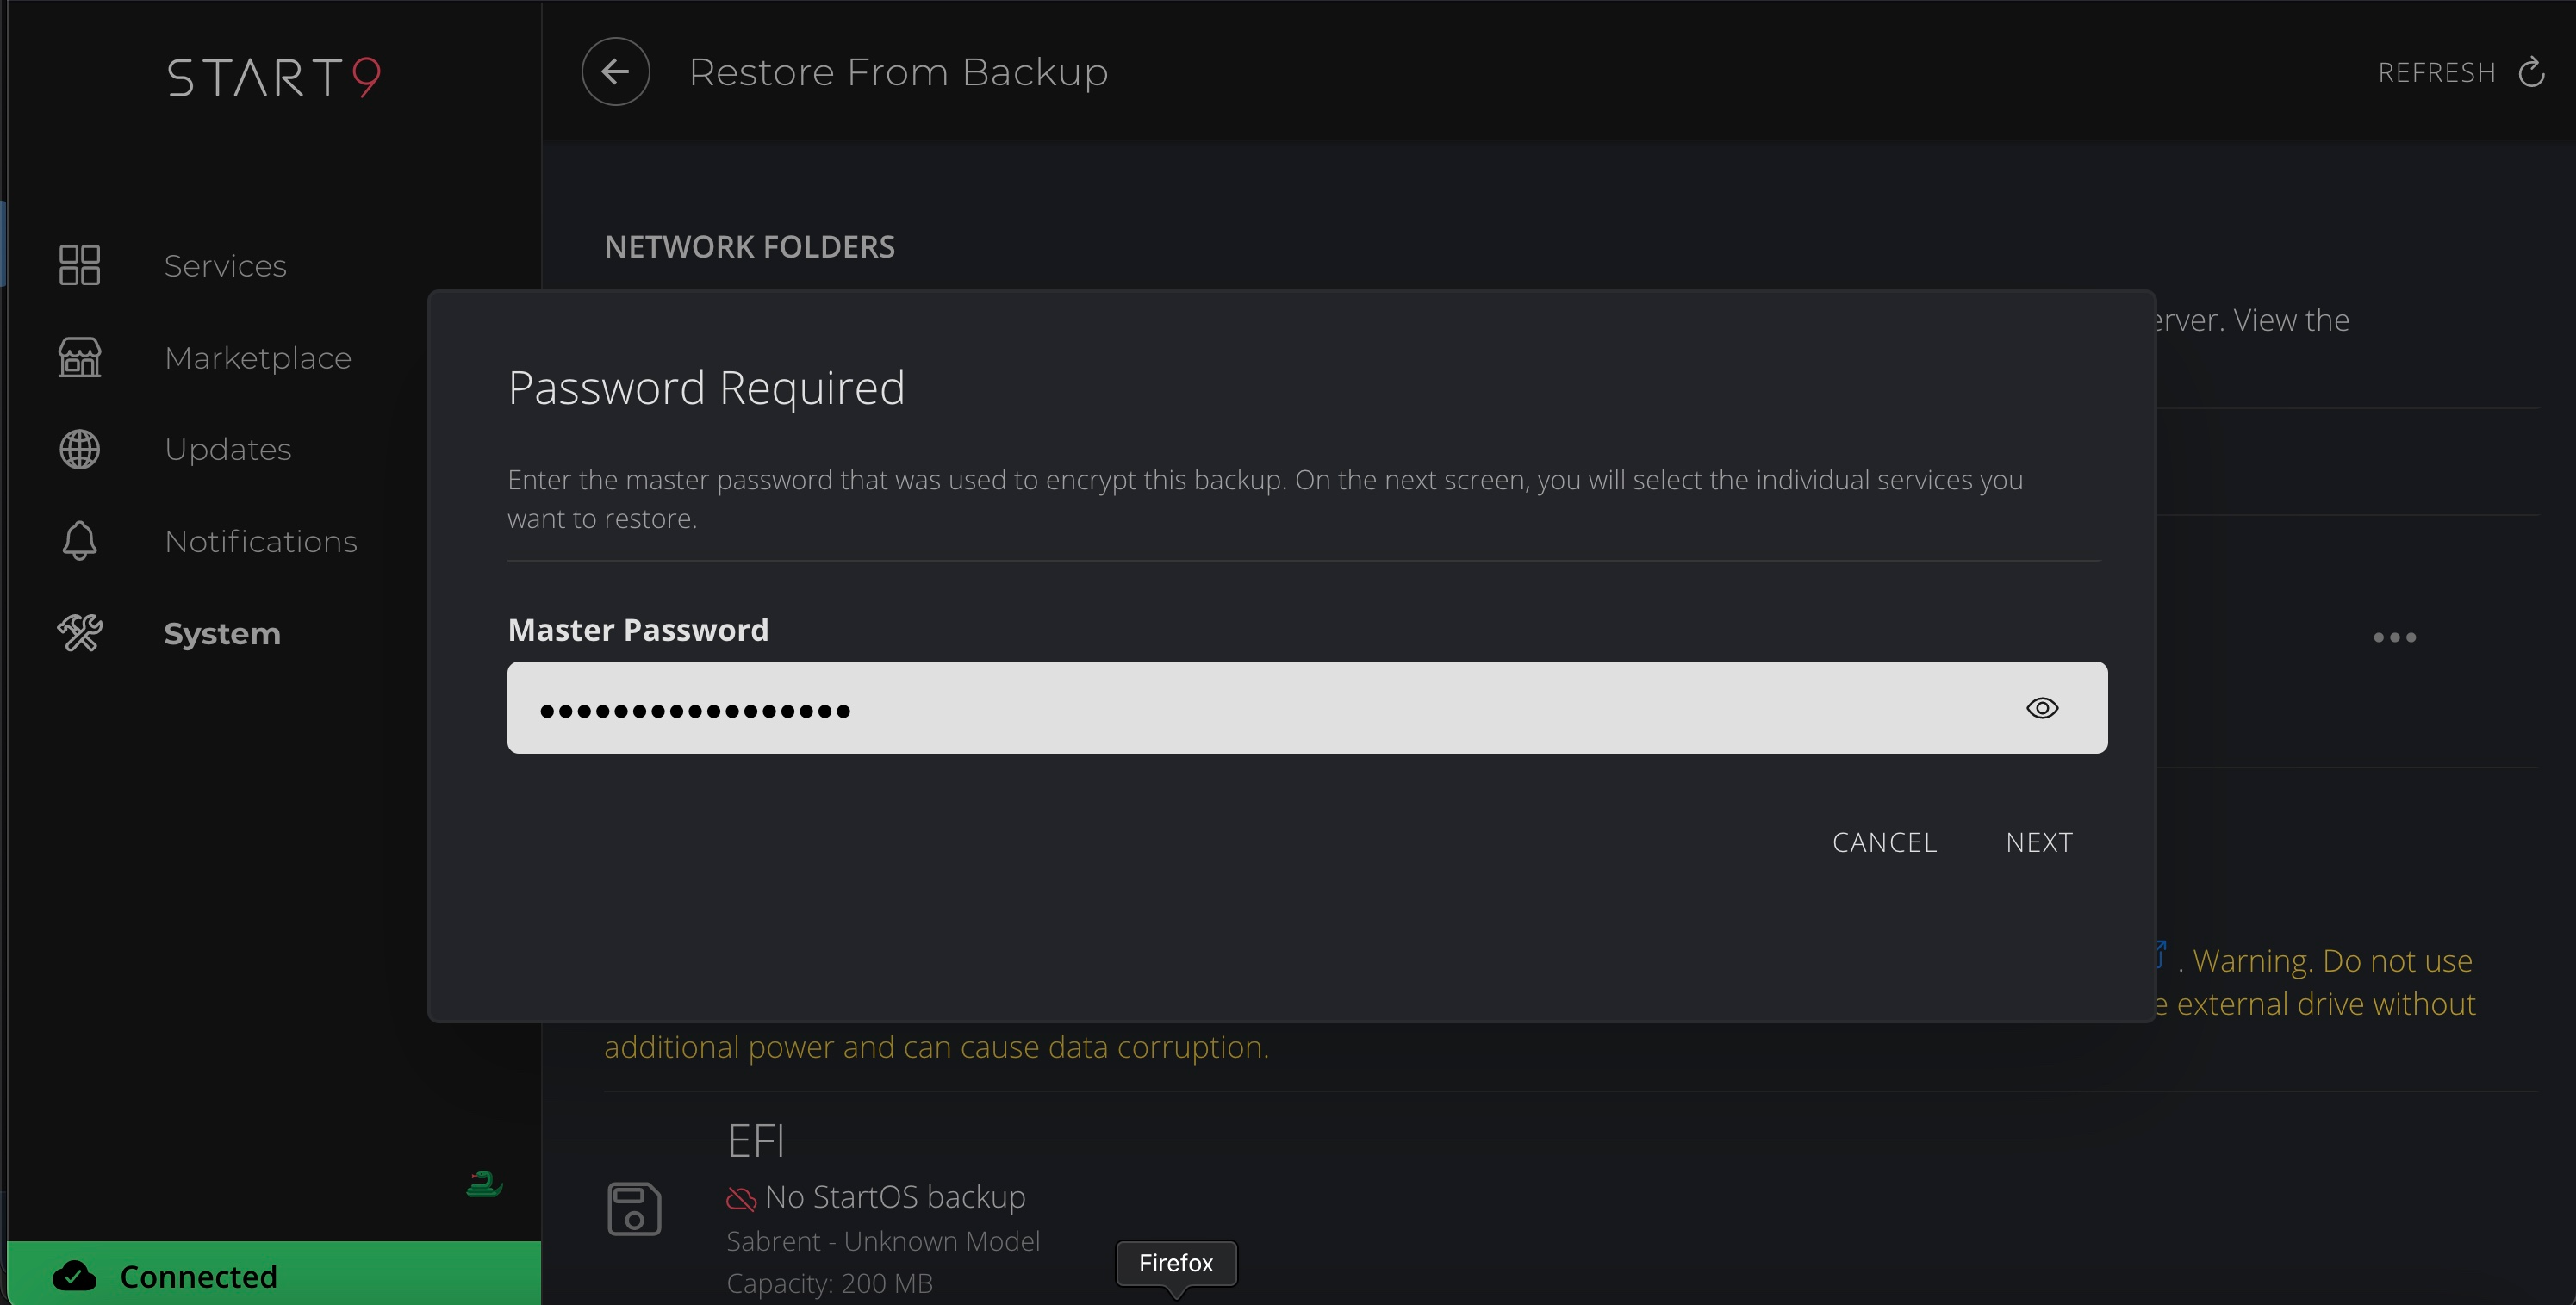 START9
Services
Marketplace
Updates
Notifications
System
Connected
Restore From Backup
REFRESH
NETWORK FOLDERS
erver. View the
Password Required
Enter the master password that was used to encrypt this backup. On the next screen, you will select the individual services you
want to restore.
Master Password
CANCEL
NEXT
. Warning. Do not use
e external drive without
additional power and can cause data corruption.
EFI
No StartOS backup
Sabrent - Unknown Model
Capacity: 200 MB
Firefox